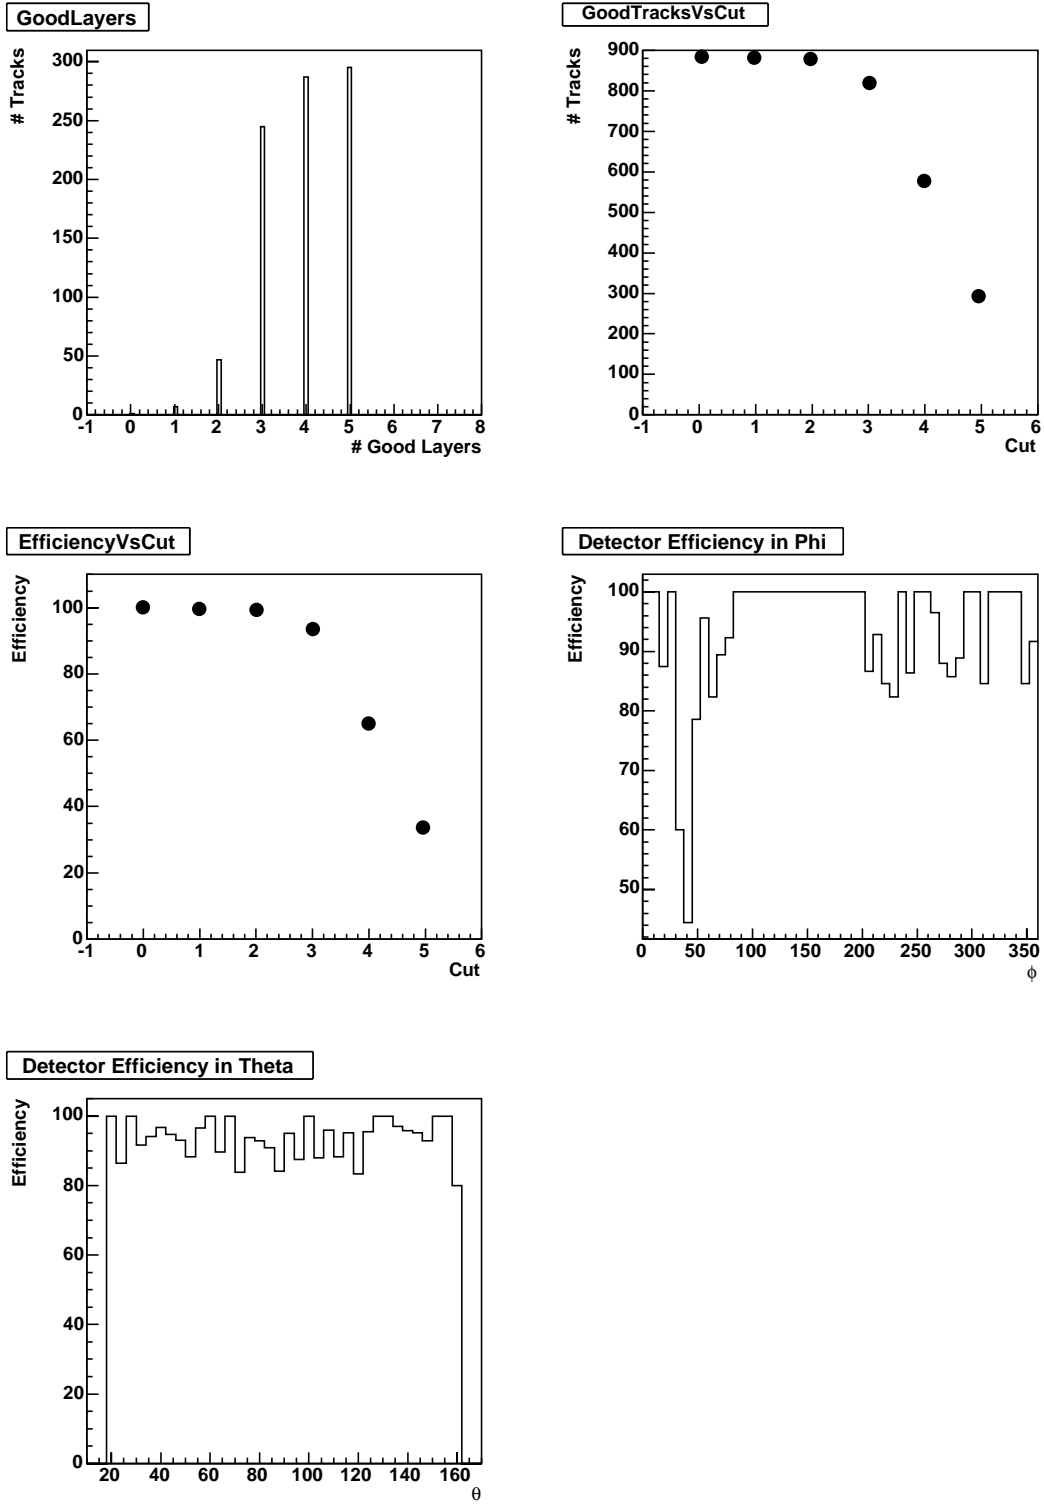 GoodLayers
# Tracks
300
250
200
150
100
50
0
-1 0 1 2 3 4 5 6 7 8
# Good Layers
GoodTracksVsCut
# Tracks
900
800
700
600
500
400
300
200
100
0
-1 0 1 2 3 4 5 6
Cut
EfficiencyVsCut
Efficiency
100
80
60
40
20
0
-1 0 1 2 3 4 5 6
Cut
Detector Efficiency in Phi
Efficiency
100
90
80
70
60
50
0 50 100 150 200 250 300 350
ϕ
Detector Efficiency in Theta
Efficiency
100
80
60
40
20
0
20 40 60 80 100 120 140 160
θ